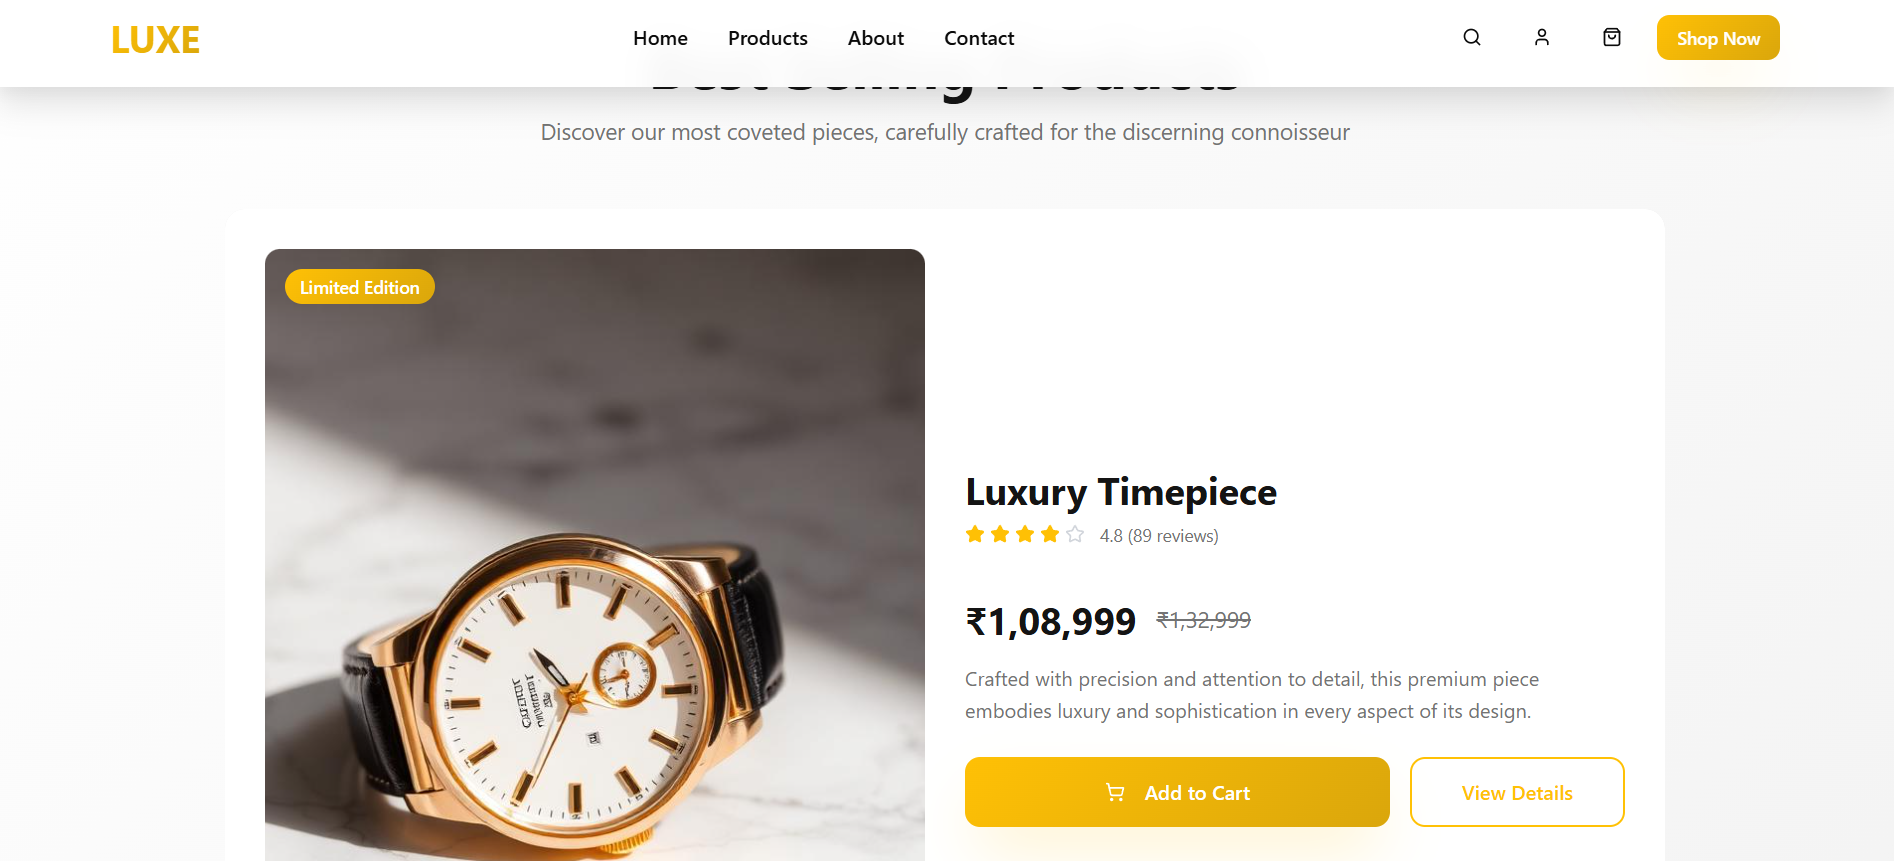 LUXE
Home
Products
About
Contact
Shop Now
Best Selling Products
Discover our most coveted pieces, carefully crafted for the discerning connoisseur
Limited Edition
Luxury Timepiece
4.8 (89 reviews)
₹1,08,999 ₹1,32,999
Crafted with precision and attention to detail, this premium piece
embodies luxury and sophistication in every aspect of its design.
Add to Cart
View Details